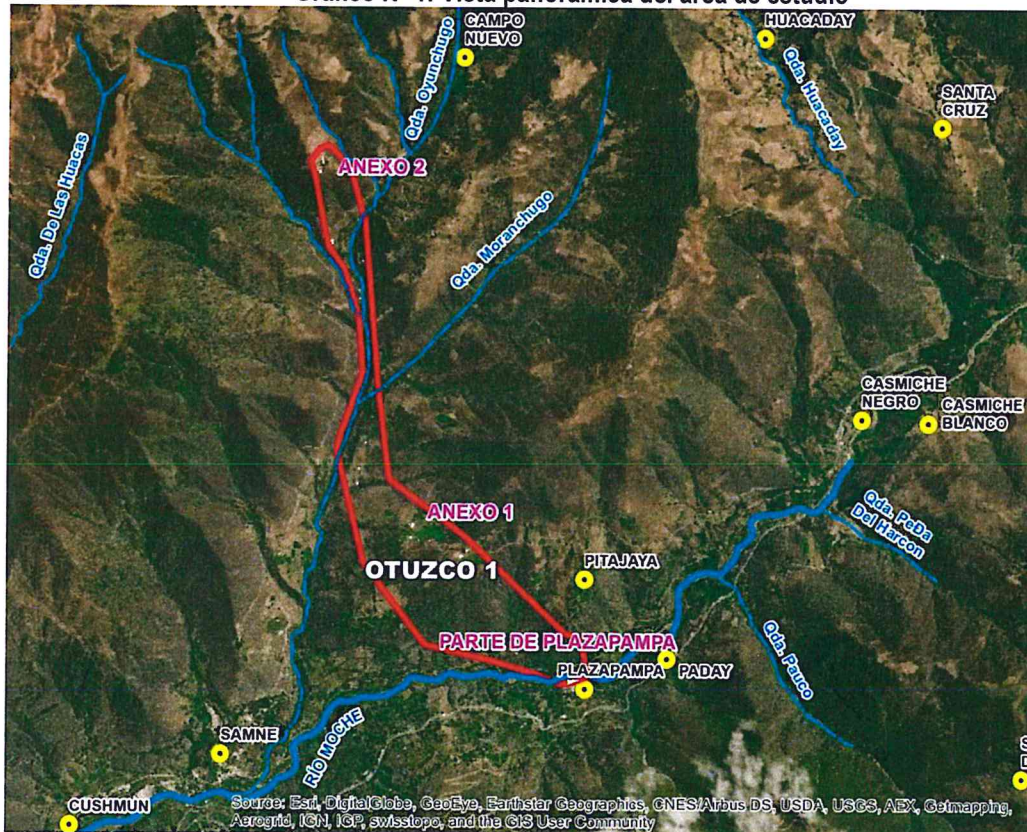 CAMPO
NUEVO
HUACADAY
Qda. Oyunchugo
Qda. Huacaday
SANTA
CRUZ
ANEXO 2
Qda. De Las Huacas
Qda. Moranchugo
CASMICHE
NEGRO
CASMICHE
BLANCO
ANEXO 1
Qda. PeDa
Del Harcon
OTUZCO 1
PITAJAYA
PARTE DE PLAZAPAMPA
PLAZAPAMPA
PADAY
Qda. Pauco
SAMNE
RÍO MOCHE
CUSHMUN
Source: Esri, DigitalGlobe, GeoEye, Earthstar Geographics, CNES/Airbus DS, USDA, USGS, AEX, Getmapping,
Aerogrid, IGN, IGP, swisstopo, and the GIS User Community